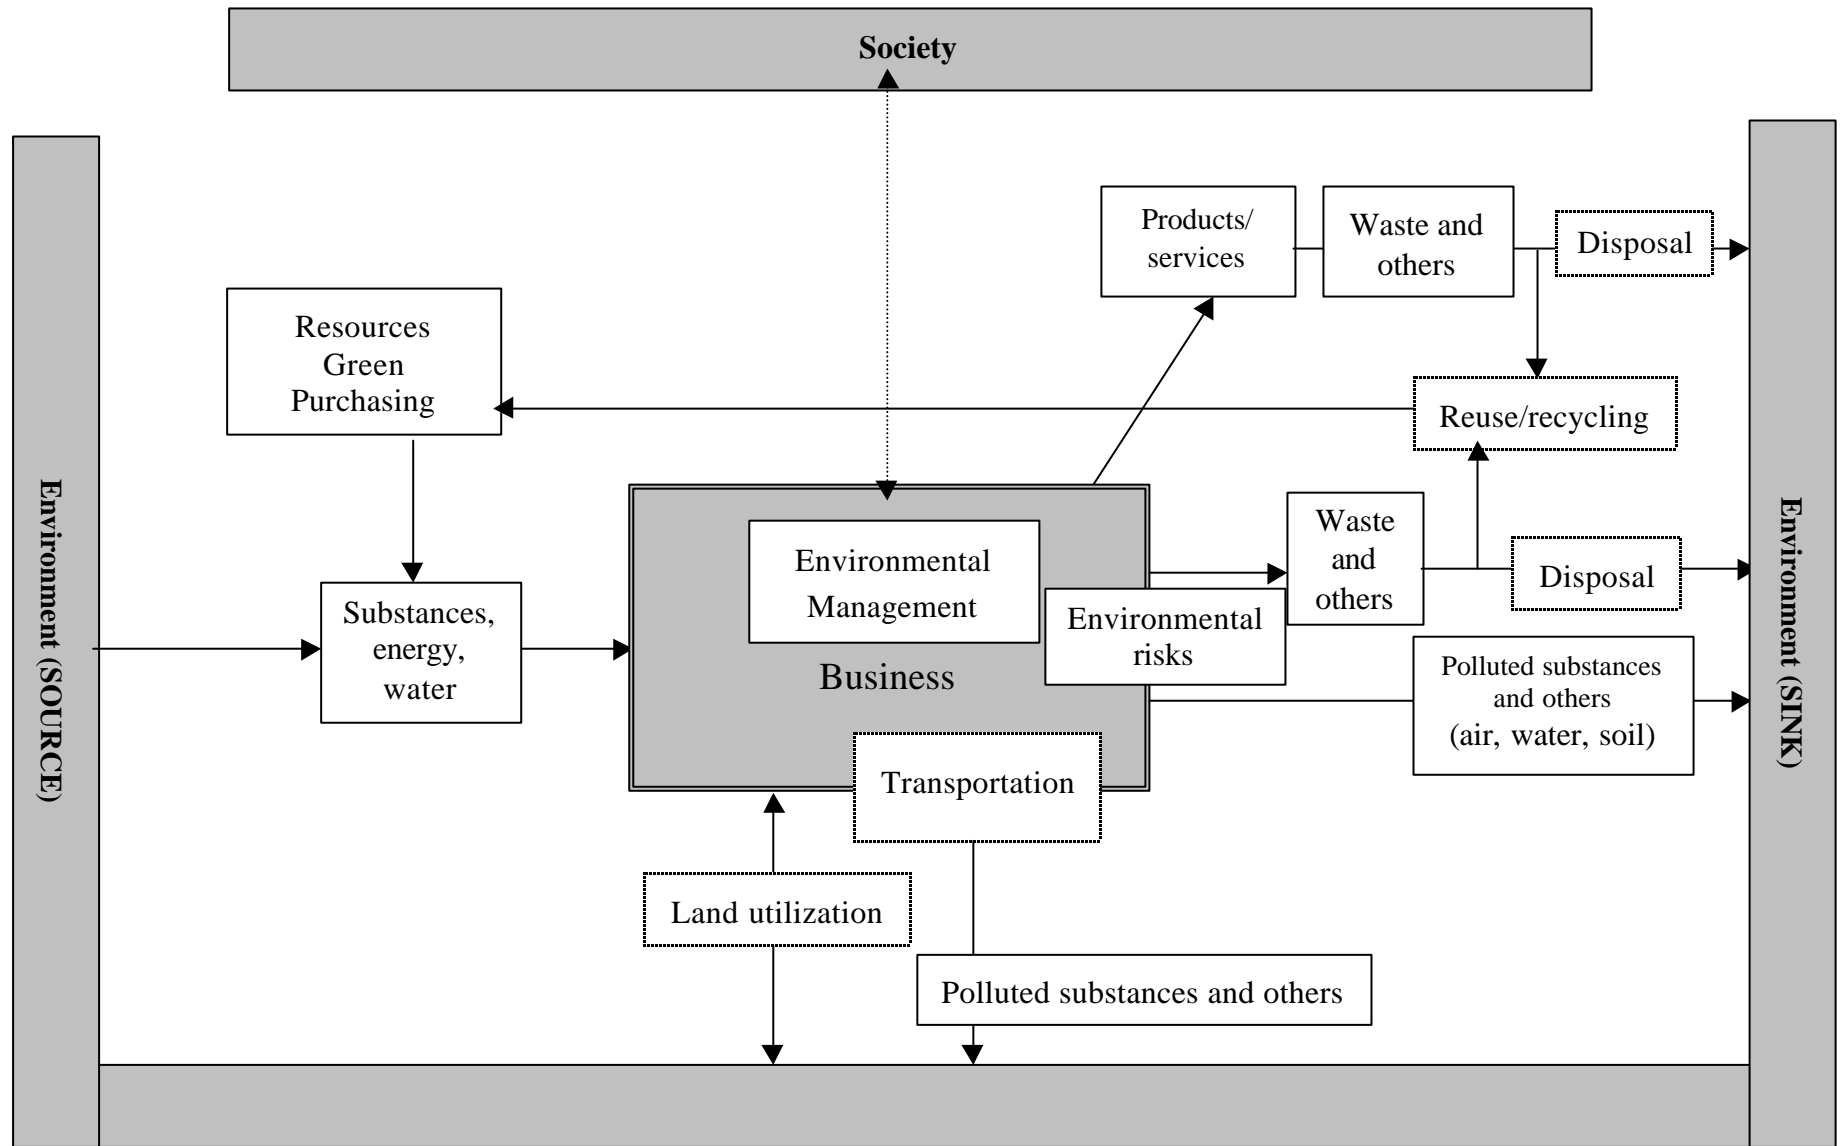 Society
Products/
services
Waste and
others
Disposal
Resources
Green
Purchasing
Reuse/recycling
Environment (SOURCE)
Environment (SINK)
Substances,
energy,
water
Environmental
Management
Business
Waste
and
others
Disposal
Environmental
risks
Polluted substances
and others
(air, water, soil)
Transportation
Land utilization
Polluted substances and others